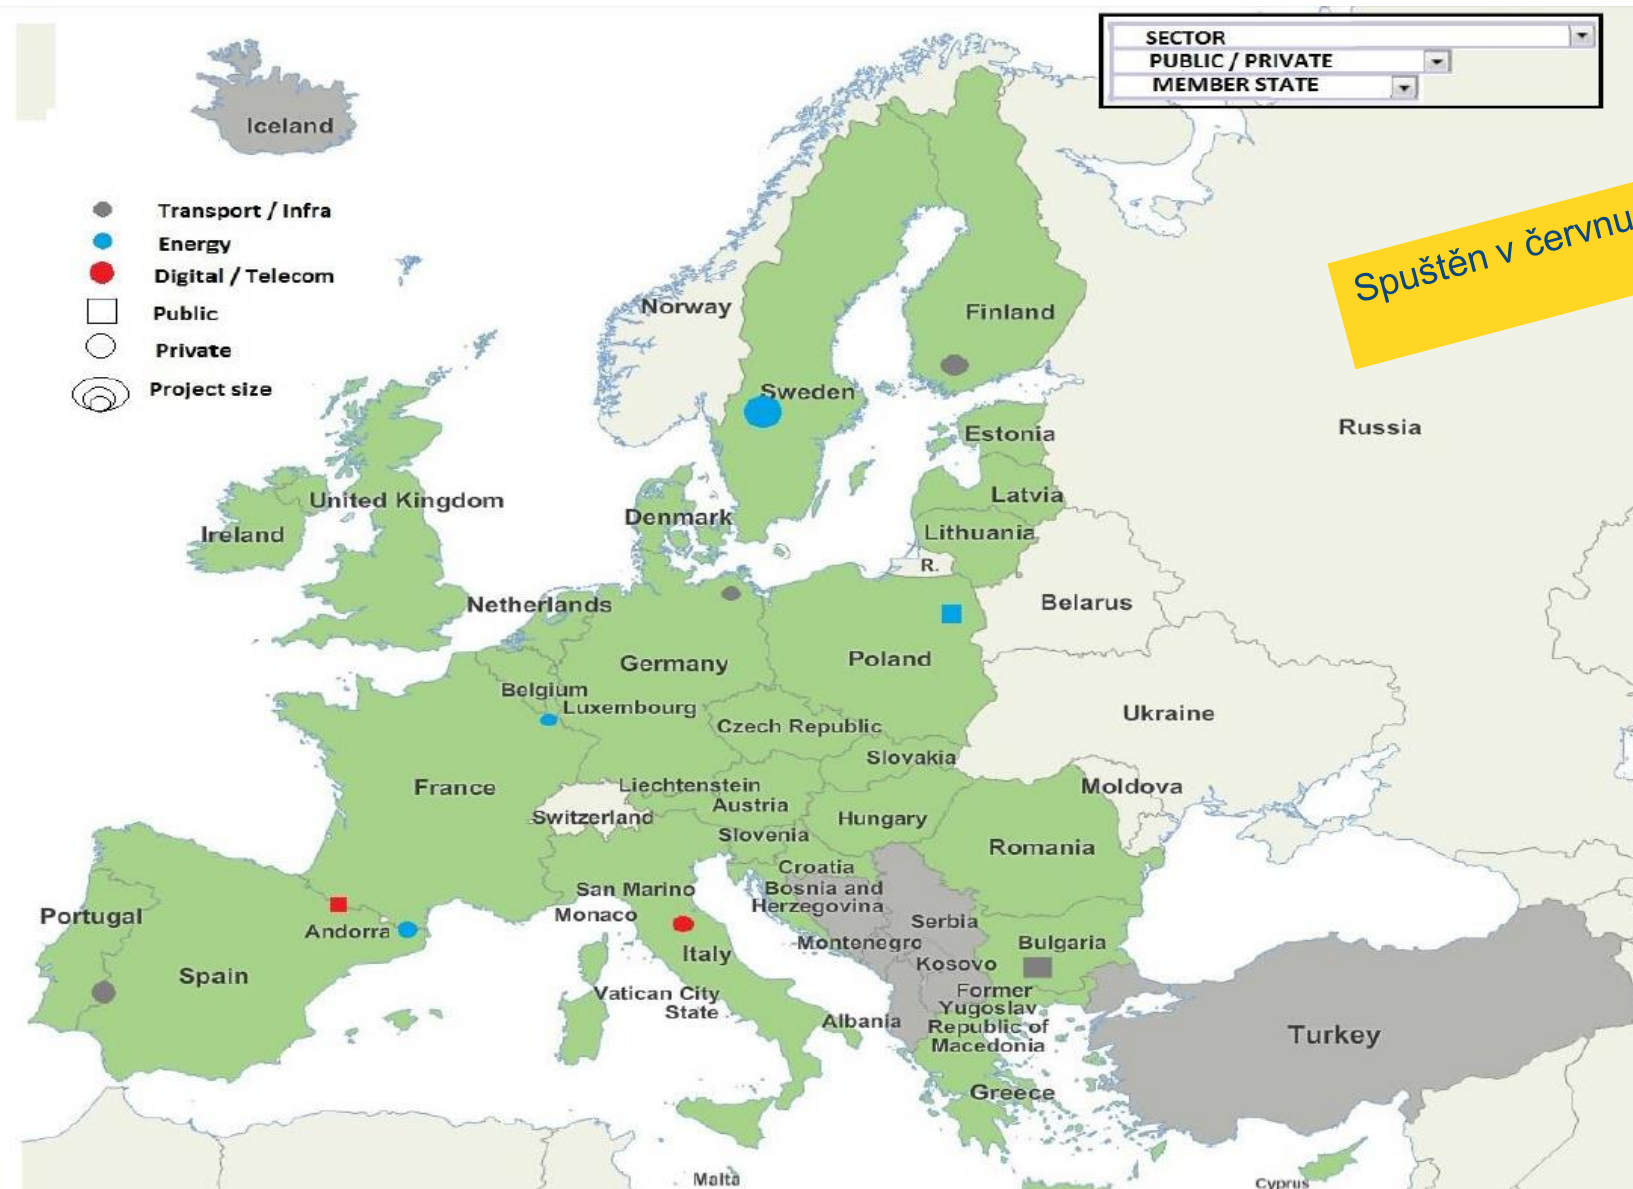 SECTOR
PUBLIC / PRIVATE
MEMBER STATE
Iceland
Transport / Infra
Energy
Digital / Telecom
Public
Private
Project size
Spuštěn v červnu
Norway
Finland
Sweden
Russia
Estonia
Latvia
United Kingdom
Denmark
Ireland
Lithuania
R.
Netherlands
Belarus
Germany
Poland
Belgium
Luxembourg
Ukraine
Czech Republic
Slovakia
France
Liechtenstein
Moldova
Austria
Switzerland
Hungary
Slovenia
Romania
Croatia
San Marino
Bosnia and
Herzegovina
Portugal
Monaco
Andorra
Serbia
Montenegro
Bulgaria
Italy
Kosovo
Spain
Vatican City
State
Former
Yugoslav
Republic of
Macedonia
Albania
Turkey
Greece
Malta
Cyprus